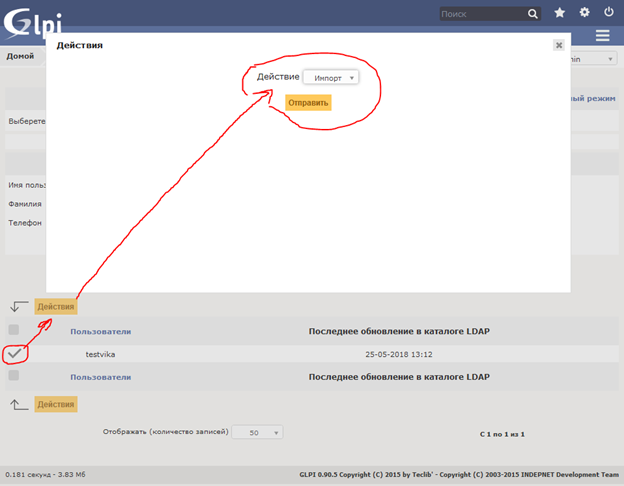 Glpi
Поиск
Домой
min
Действия
Действие Импорт
Отправить
ный режим
Выберете
Имя польз
Фамилия
Телефон
Действия
Пользователи Последнее обновление в каталоге LDAP
testvika 25-05-2018 13:12
Пользователи Последнее обновление в каталоге LDAP
Действия
Отображать (количество записей) 50 С 1 по 1 из 1
0.181 секунд - 3.83 Мб GLPI 0.90.5 Copyright (C) 2015 by Teclib' - Copyright (C) 2003-2015 INDEPNET Development Team